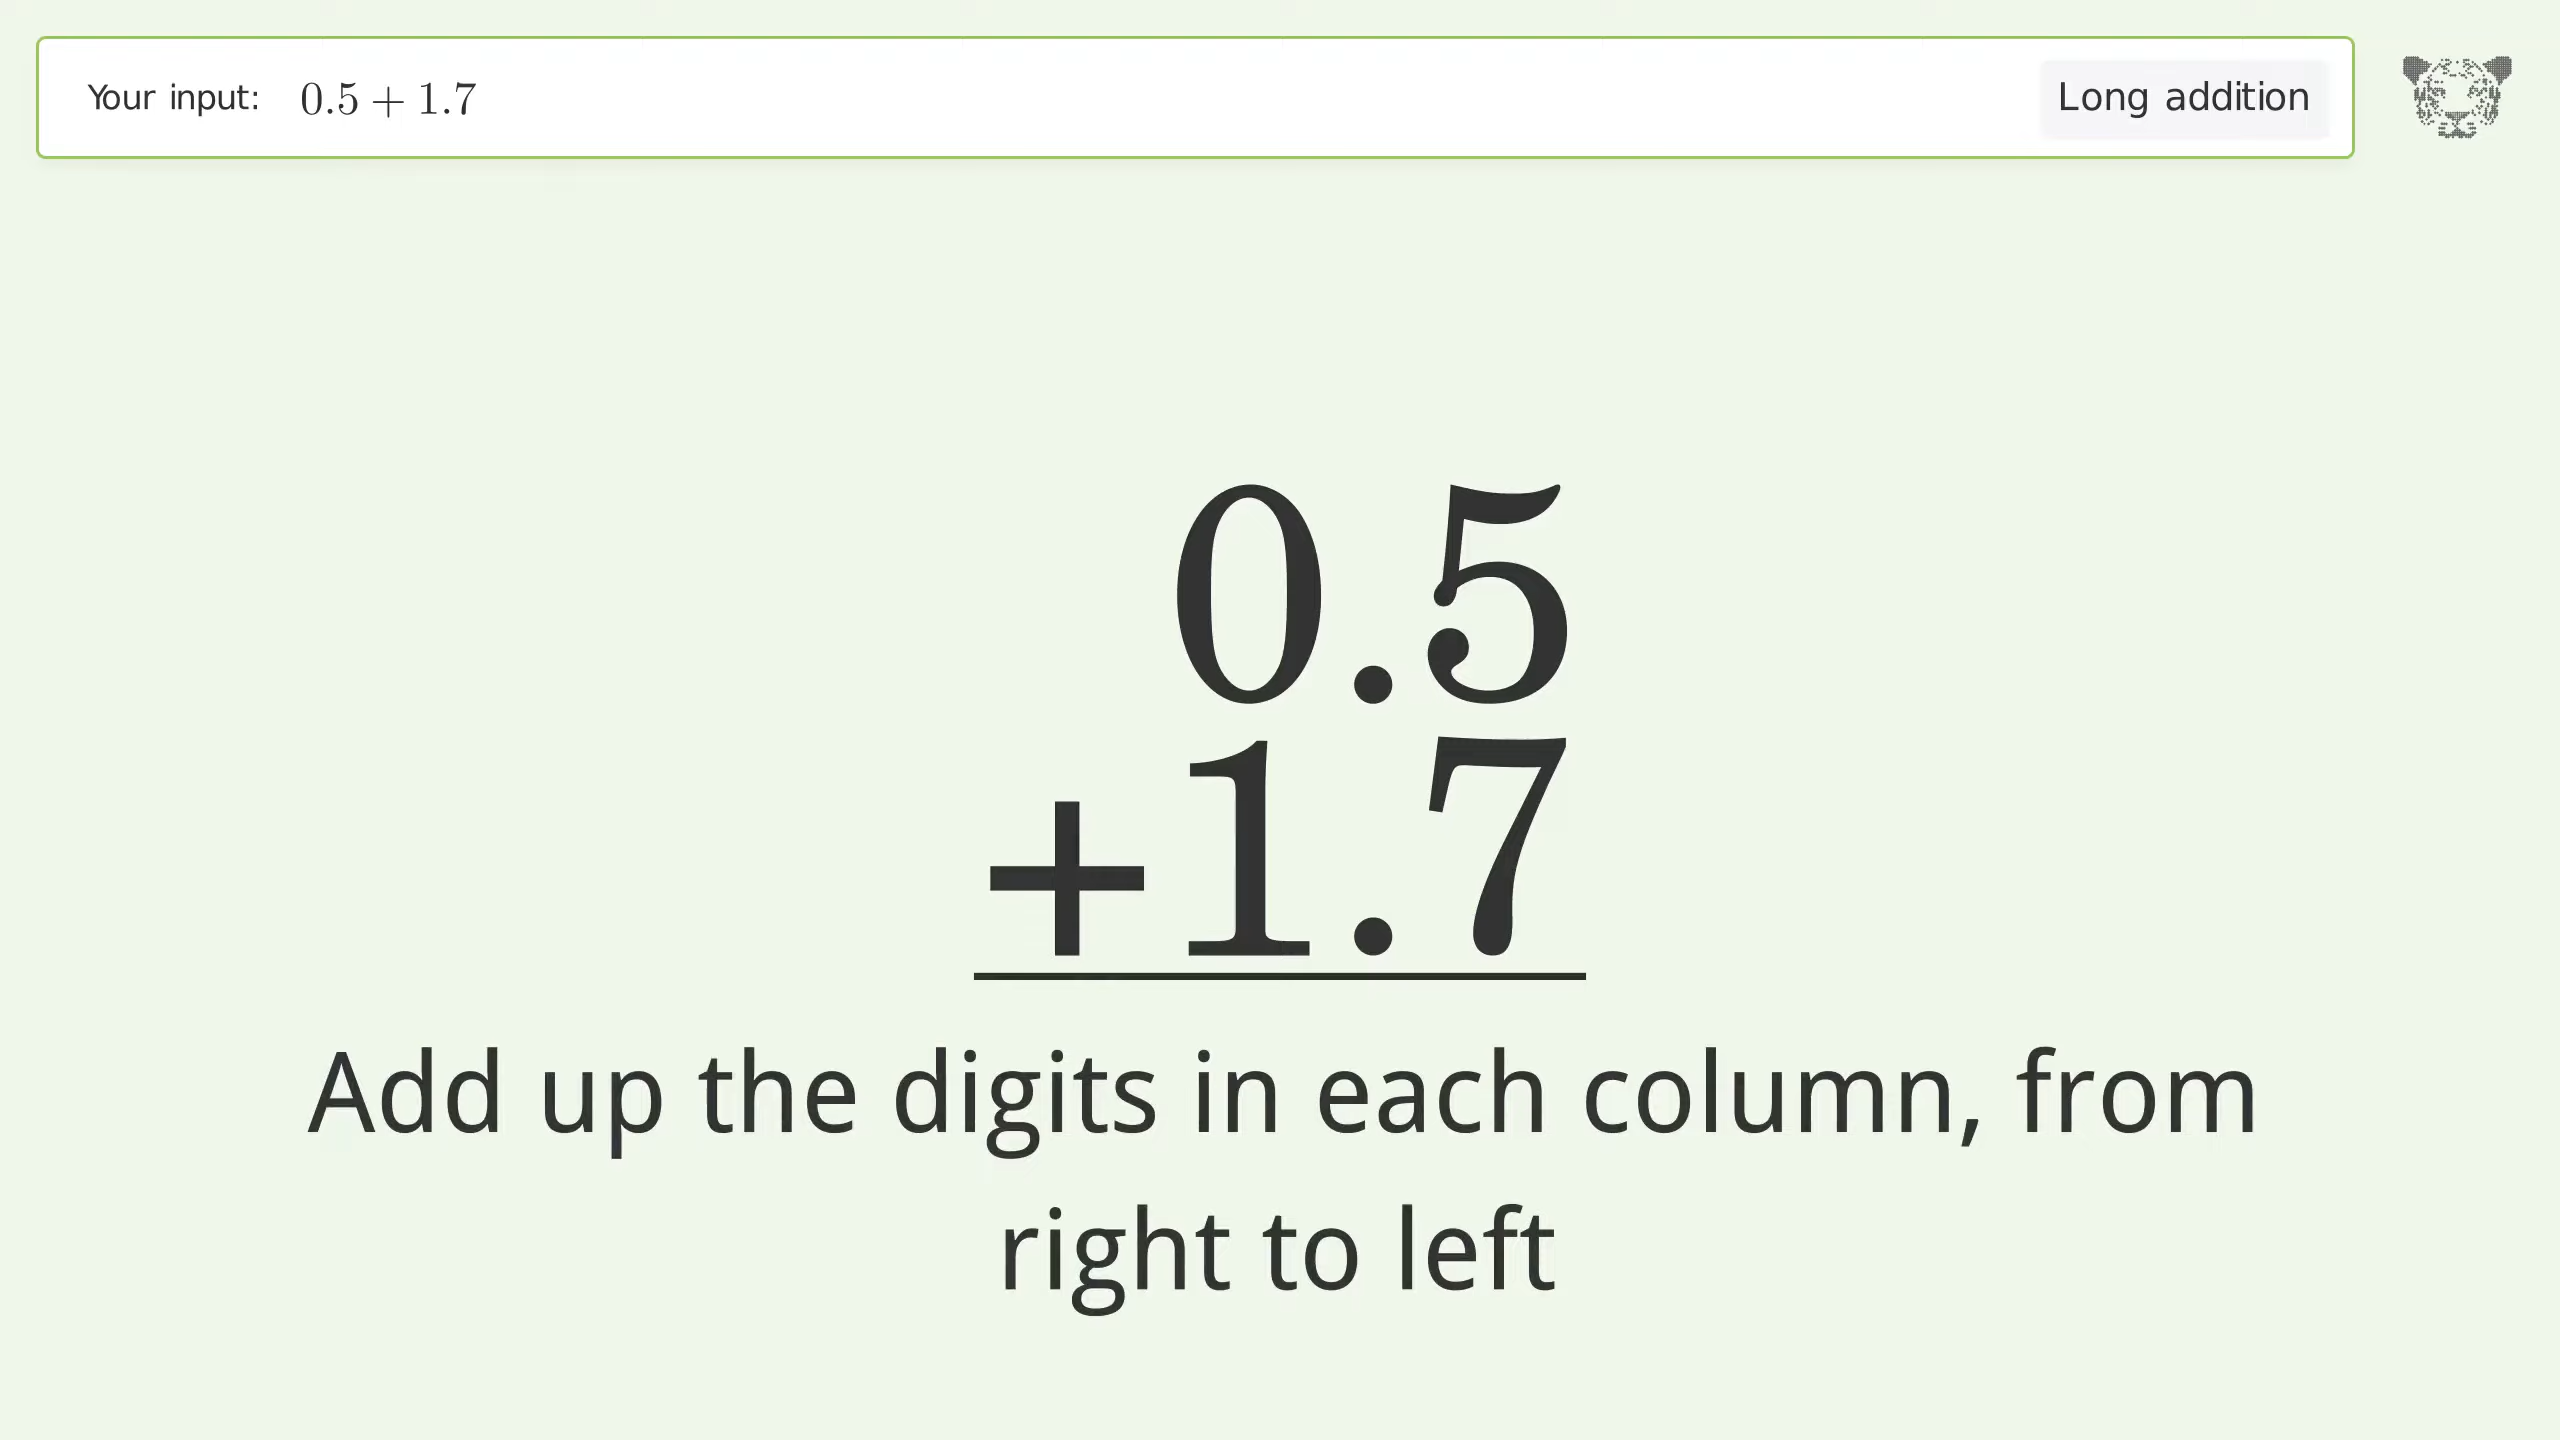 Your input: 0.5 + 1.7
Long addition
0.5
+1.7
Add up the digits in each column, from
right to left